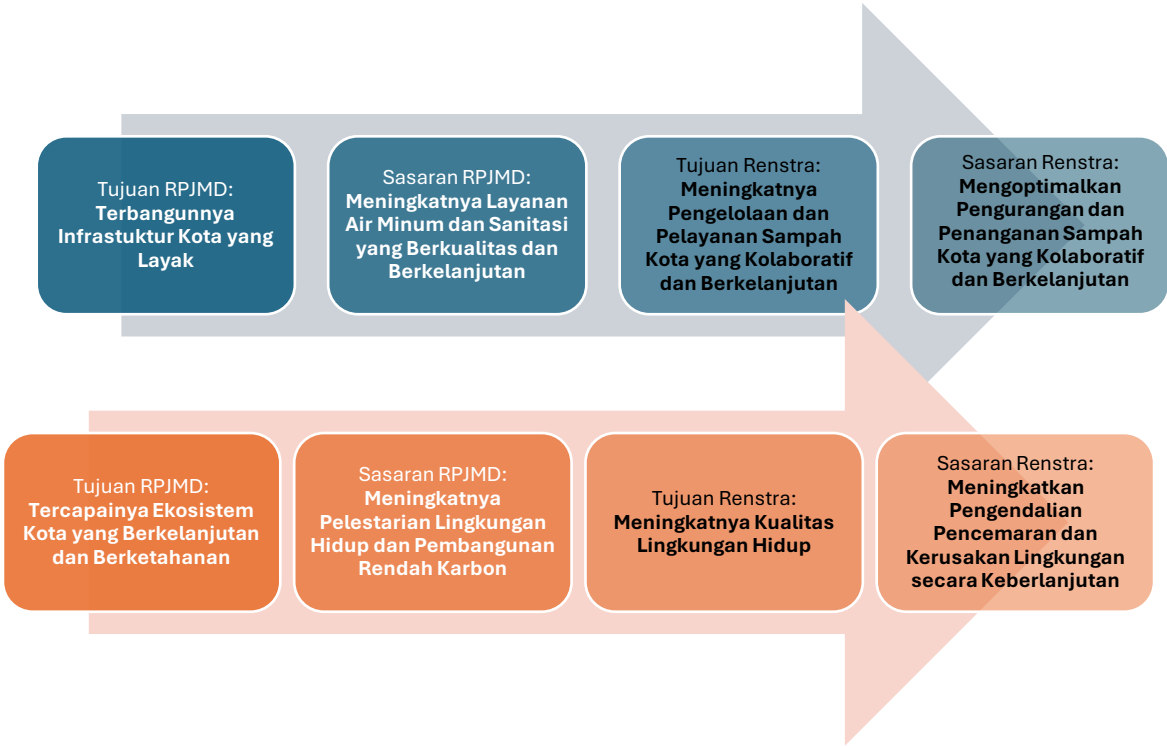 Tujuan RPJMD:
Terbangunnya
Infrastuktur Kota yang
Layak
Sasaran RPJMD:
Meningkatnya Layanan
Air Minum dan Sanitasi
yang Berkualitas dan
Berkelanjutan
Tujuan Renstra:
Meningkatnya
Pengelolaan dan
Pelayanan Sampah
Kota yang Kolaboratif
dan Berkelanjutan
Sasaran Renstra:
Mengoptimalkan
Pengurangan dan
Penanganan Sampah
Kota yang Kolaboratif
dan Berkelanjutan
Tujuan RPJMD:
Tercapainya Ekosistem
Kota yang Berkelanjutan
dan Berketahanan
Sasaran RPJMD:
Meningkatnya
Pelestarian Lingkungan
Hidup dan Pembangunan
Rendah Karbon
Tujuan Renstra:
Meningkatnya Kualitas
Lingkungan Hidup
Sasaran Renstra:
Meningkatkan
Pengendalian
Pencemaran dan
Kerusakan Lingkungan
secara Keberlanjutan